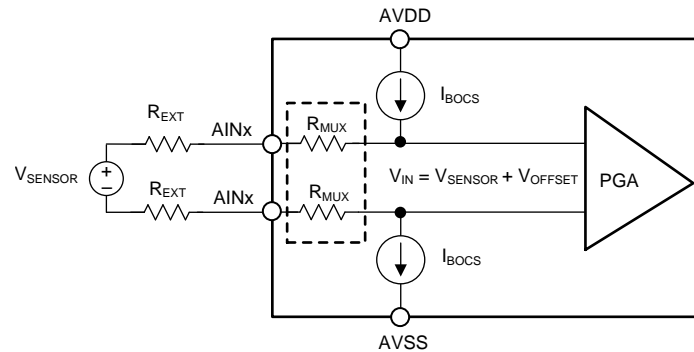 AVDD
I_BOCS
R_EXT
AINx
R_MUX
V_SENSOR
+
−
R_EXT
AINx
R_MUX
V_IN = V_SENSOR + V_OFFSET
PGA
I_BOCS
AVSS